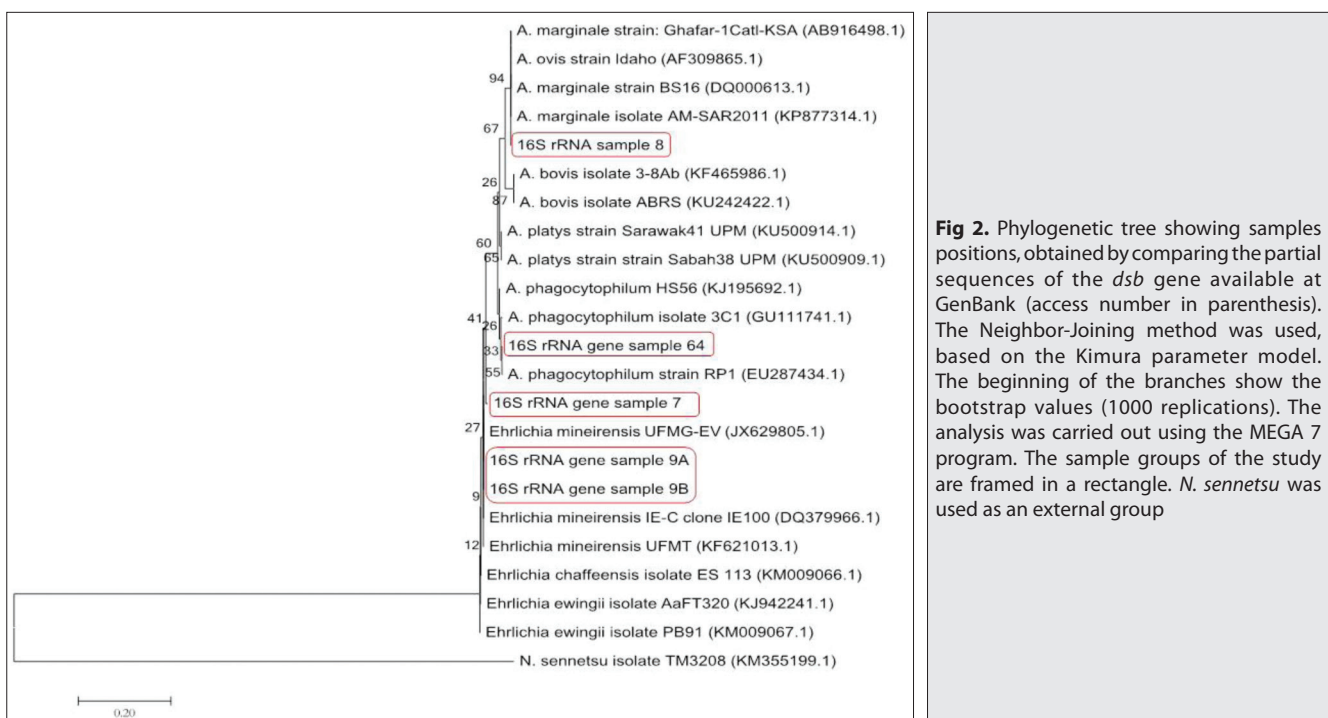 A. marginale strain: Ghafar-1Catl-KSA (AB916498.1)
A. ovis strain Idaho (AF309865.1)
94
A. marginale strain BS16 (DQ000613.1)
A. marginale isolate AM-SAR2011 (KP877314.1)
67
16S rRNA sample 8
A. bovis isolate 3-8Ab (KF465986.1)
26
87
A. bovis isolate ABRS (KU242422.1)
A. platys strain Sarawak41 UPM (KU500914.1)
60
65
A. platys strain strain Sabah38 UPM (KU500909.1)
A. phagocytophilum HS56 (KJ195692.1)
41
26
A. phagocytophilum isolate 3C1 (GU111741.1)
33
16S rRNA gene sample 64
55
A. phagocytophilum strain RP1 (EU287434.1)
16S rRNA gene sample 7
27
Ehrlichia mineirensis UFMG-EV (JX629805.1)
16S rRNA gene sample 9A
9
16S rRNA gene sample 9B
Ehrlichia mineirensis IE-C clone IE100 (DQ379966.1)
12
Ehrlichia mineirensis UFMT (KF621013.1)
Ehrlichia chaffeensis isolate ES 113 (KM009066.1)
Ehrlichia ewingii isolate AaFT320 (KJ942241.1)
Ehrlichia ewingii isolate PB91 (KM009067.1)
N. sennetsu isolate TM3208 (KM355199.1)
0.20
Fig 2. Phylogenetic tree showing samples
positions, obtained by comparing the partial
sequences of the dsb gene available at
GenBank (access number in parenthesis).
The Neighbor-Joining method was used,
based on the Kimura parameter model.
The beginning of the branches show the
bootstrap values (1000 replications). The
analysis was carried out using the MEGA 7
program. The sample groups of the study
are framed in a rectangle. N. sennetsu was
used as an external group